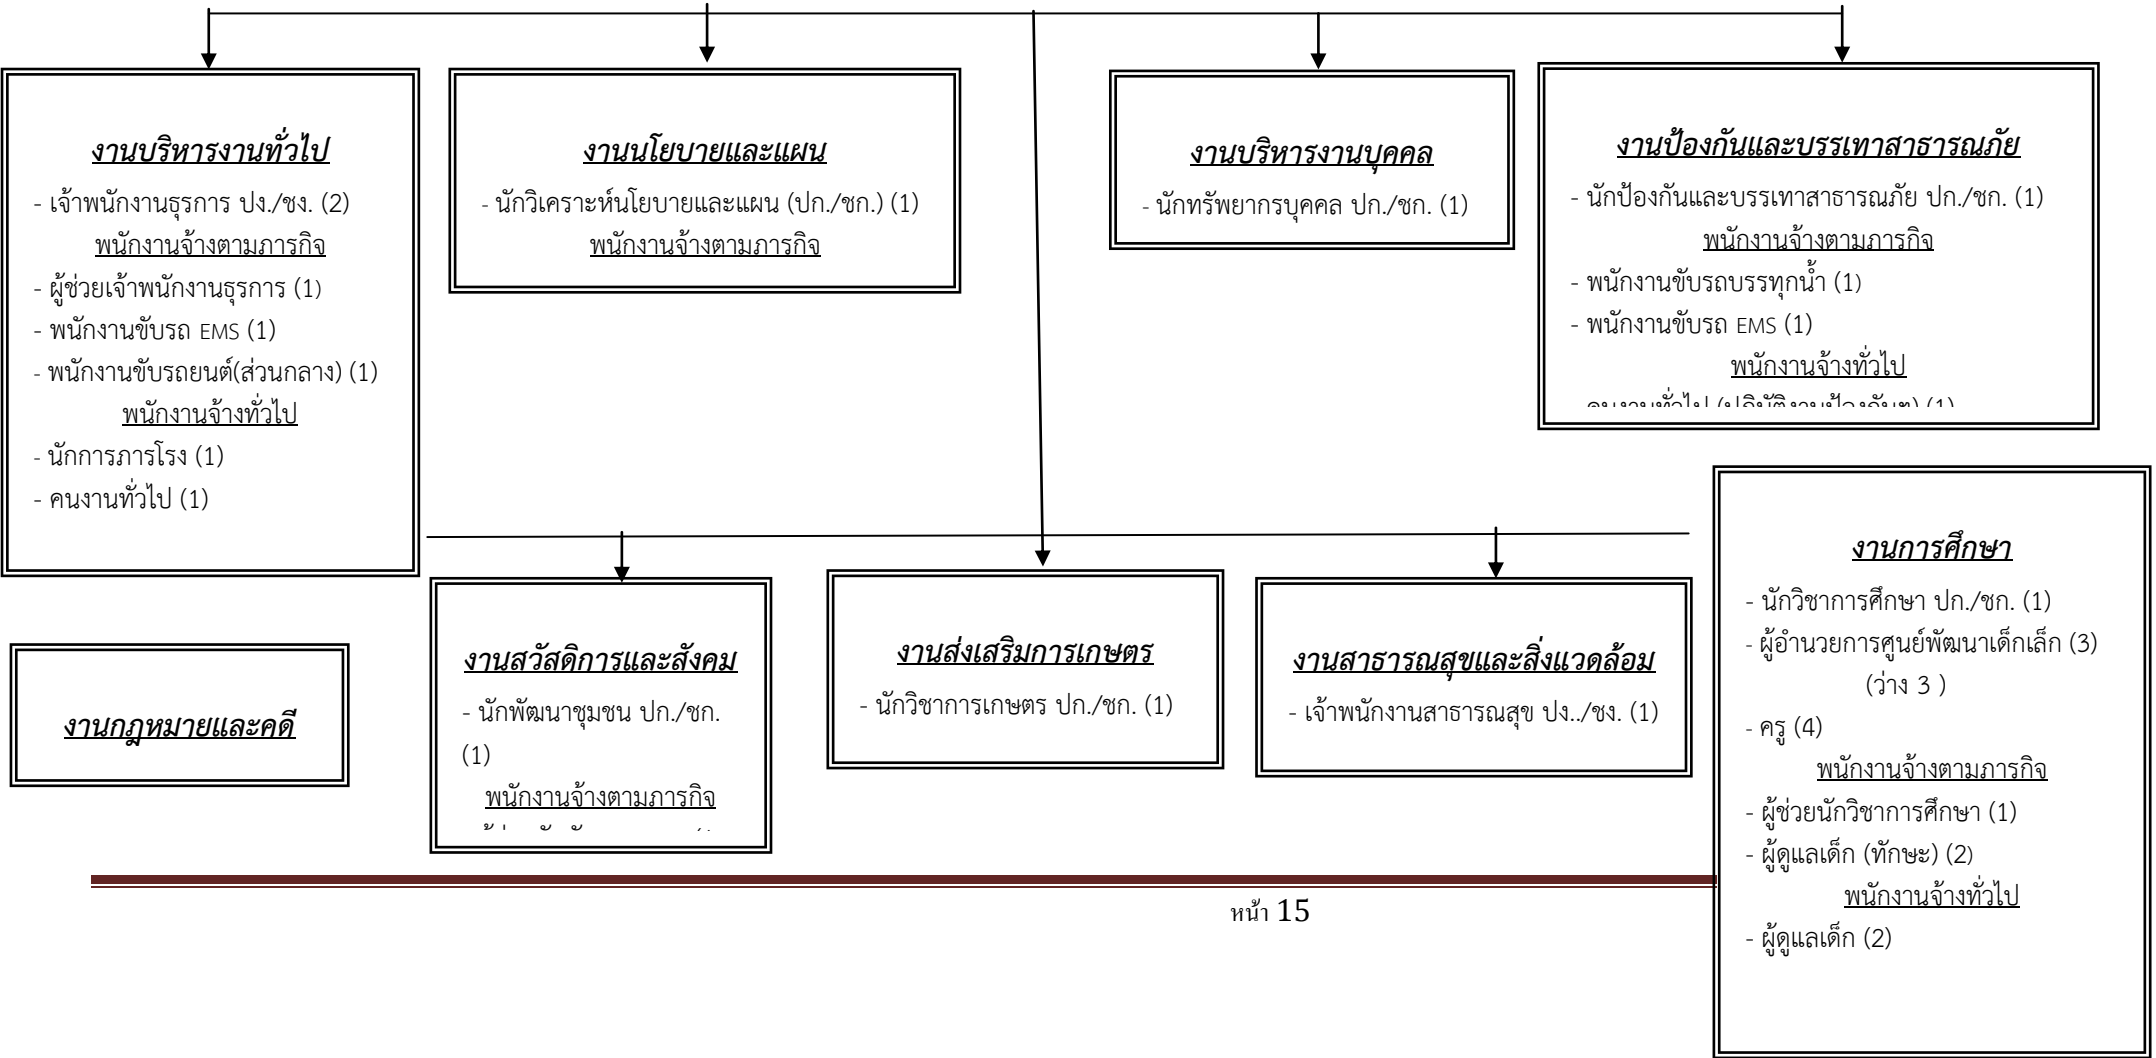 งานบริหารงานทั่วไป
- เจ้าพนักงานธุรการ ปง./ชง. (2)
พนักงานจ้างตามภารกิจ
- ผู้ช่วยเจ้าพนักงานธุรการ (1)
- พนักงานขับรถ EMS (1)
- พนักงานขับรถยนต์(ส่วนกลาง) (1)
พนักงานจ้างทั่วไป
- นักการภารโรง (1)
- คนงานทั่วไป (1)
งานนโยบายและแผน
- นักวิเคราะห์นโยบายและแผน (ปก./ชก.) (1)
พนักงานจ้างตามภารกิจ
งานบริหารงานบุคคล
- นักทรัพยากรบุคคล ปก./ชก. (1)
งานป้องกันและบรรเทาสาธารณภัย
- นักป้องกันและบรรเทาสาธารณภัย ปก./ชก. (1)
พนักงานจ้างตามภารกิจ
- พนักงานขับรถบรรทุกน้ำ (1)
- พนักงานขับรถ EMS (1)
พนักงานจ้างทั่วไป
- คนงานทั่วไป (ปฏิบัติงานป้องกันฯ) (1)
งานกฎหมายและคดี
งานสวัสดิการและสังคม
- นักพัฒนาชุมชน ปก./ชก.
(1)
พนักงานจ้างตามภารกิจ
งานส่งเสริมการเกษตร
- นักวิชาการเกษตร ปก./ชก. (1)
งานสาธารณสุขและสิ่งแวดล้อม
- เจ้าพนักงานสาธารณสุข ปง../ชง. (1)
งานการศึกษา
- นักวิชาการศึกษา ปก./ชก. (1)
- ผู้อำนวยการศูนย์พัฒนาเด็กเล็ก (3)
(ว่าง 3 )
- ครู (4)
พนักงานจ้างตามภารกิจ
- ผู้ช่วยนักวิชาการศึกษา (1)
- ผู้ดูแลเด็ก (ทักษะ) (2)
พนักงานจ้างทั่วไป
- ผู้ดูแลเด็ก (2)
หน้า 15